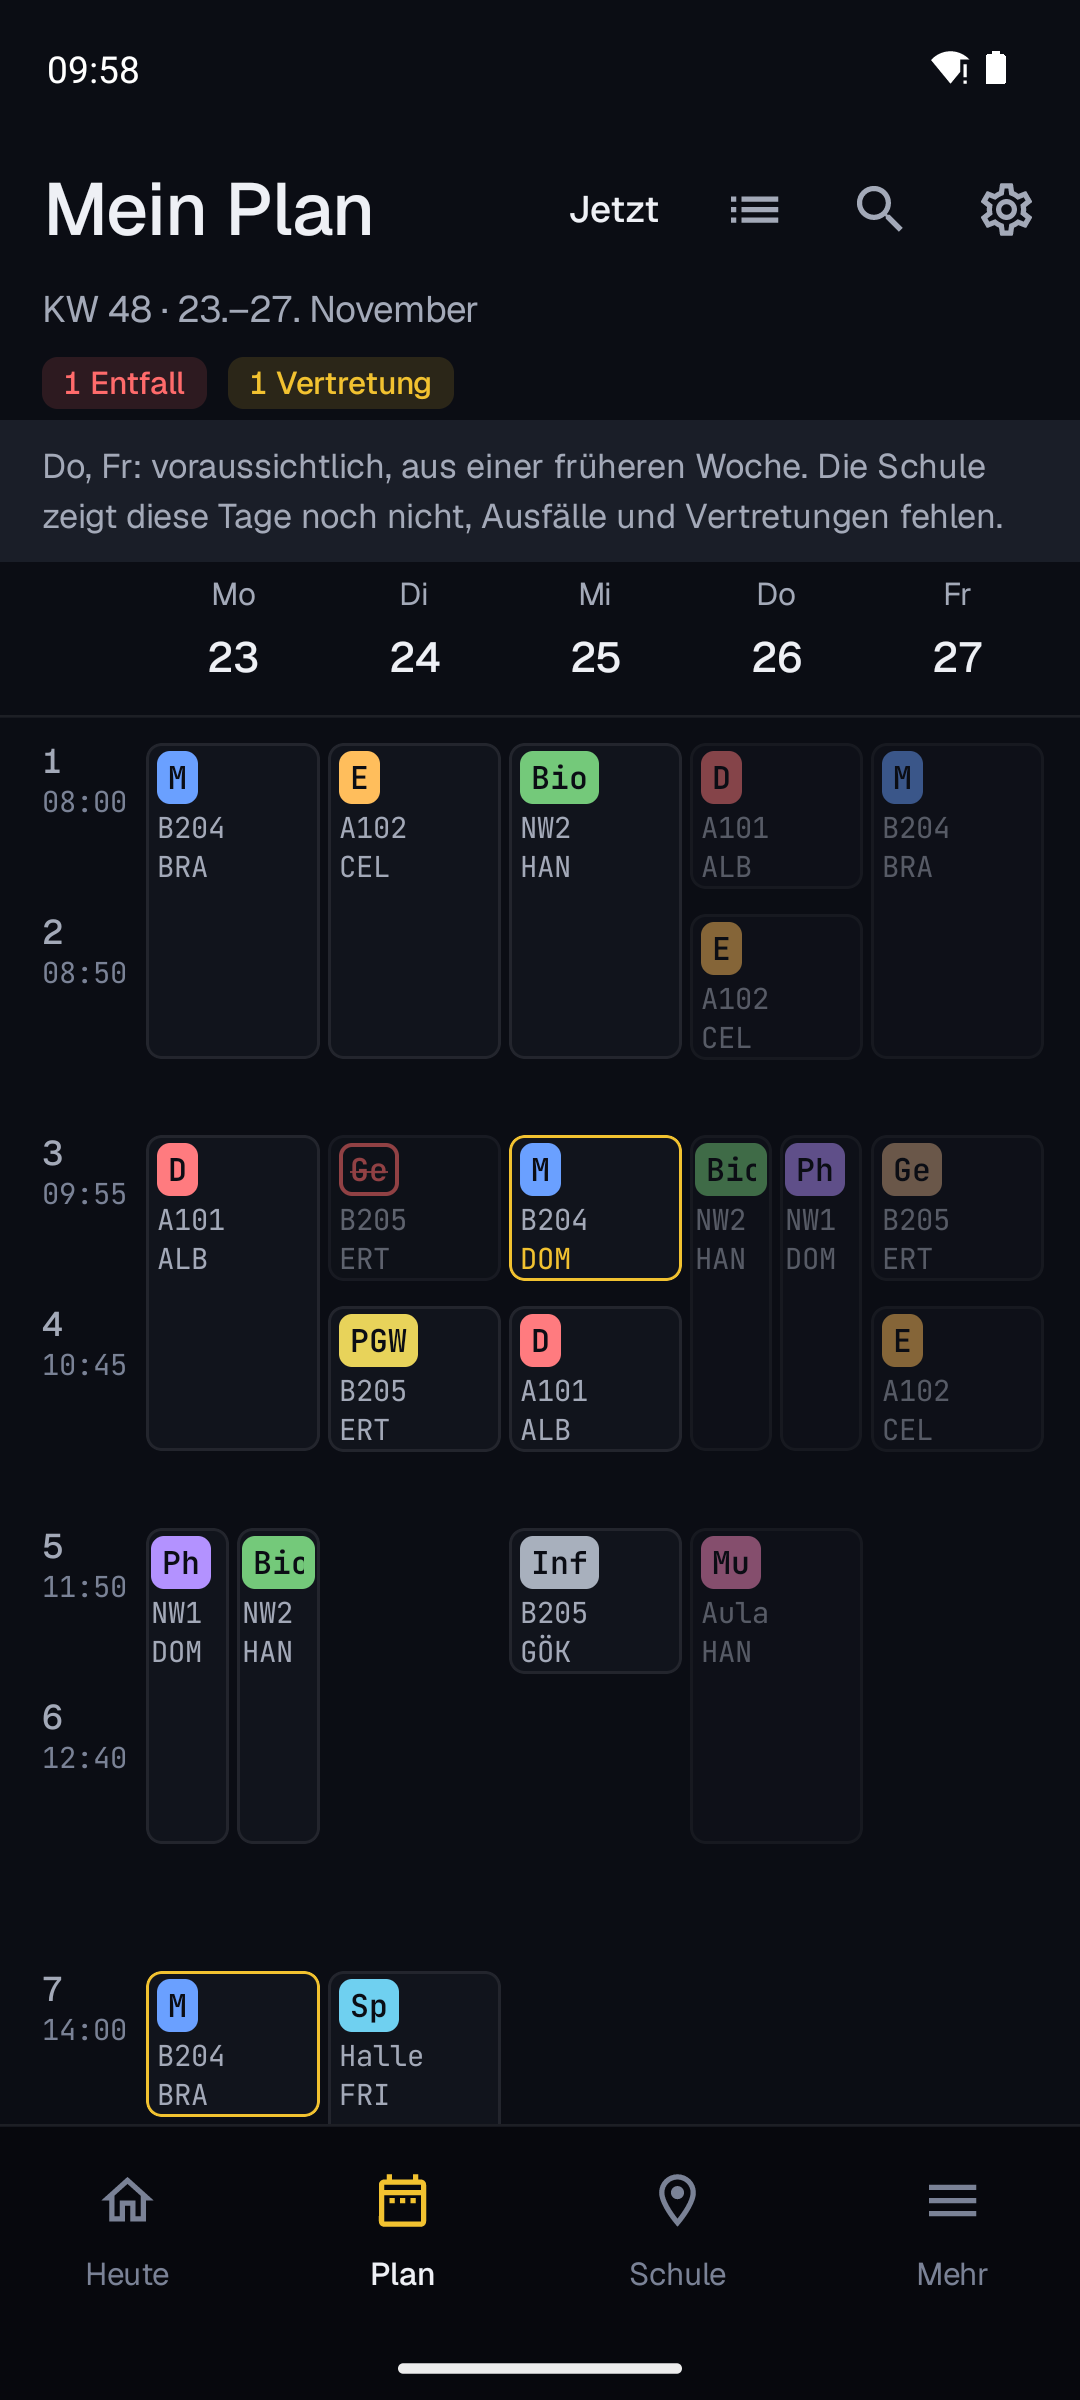 09:58
Mein Plan
Jetzt
KW 48 · 23.–27. November
1 Entfall
1 Vertretung
Do, Fr: voraussichtlich, aus einer früheren Woche. Die Schule
zeigt diese Tage noch nicht, Ausfälle und Vertretungen fehlen.
Mo Di Mi Do Fr
23 24 25 26 27
1
08:00
M
B204
BRA
E
A102
CEL
Bio
NW2
HAN
D
A101
ALB
M
B204
BRA
2
08:50
E
A102
CEL
3
09:55
D
A101
ALB
Ge
B205
ERT
M
B204
DOM
Bio
NW2
HAN
Ph
NW1
DOM
Ge
B205
ERT
4
10:45
PGW
B205
ERT
D
A101
ALB
E
A102
CEL
5
11:50
Ph
NW1
DOM
Bio
NW2
HAN
Inf
B205
GÖK
Mu
Aula
HAN
6
12:40
7
14:00
M
B204
BRA
Sp
Halle
FRI
Heute
Plan
Schule
Mehr